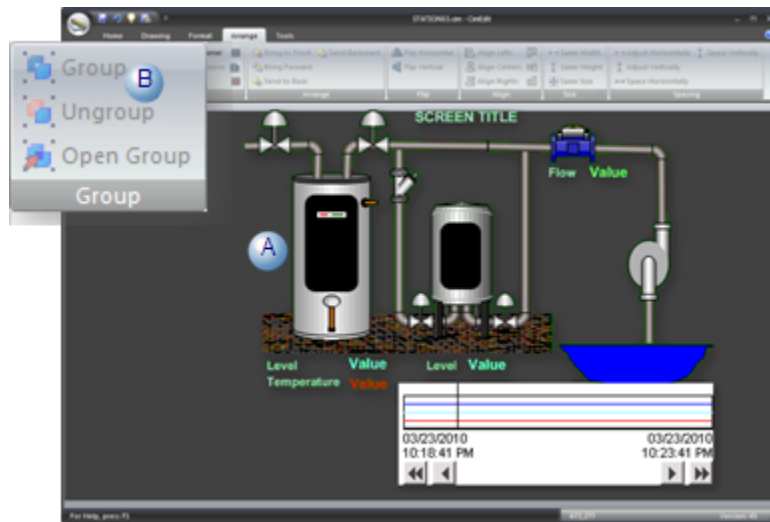 STATION01.cim - CimEdit
Home Drawing Format Arrange Tools
Group B
Ungroup
Open Group
Group
Bring to Front Send Backward Flip Horizontal Align Lefts Same Width Adjust Horizontally Space Vertically
Bring Forward Flip Vertical Align Centers Same Height Adjust Vertically
Send to Back Align Rights Same Size Space Horizontally
Arrange Flip Align Size Spacing
SCREEN TITLE
Flow Value
A
Level Value Level Value
Temperature Value
03/23/2010 03/23/2010
10:18:41 PM 10:23:41 PM
For Help, press F1